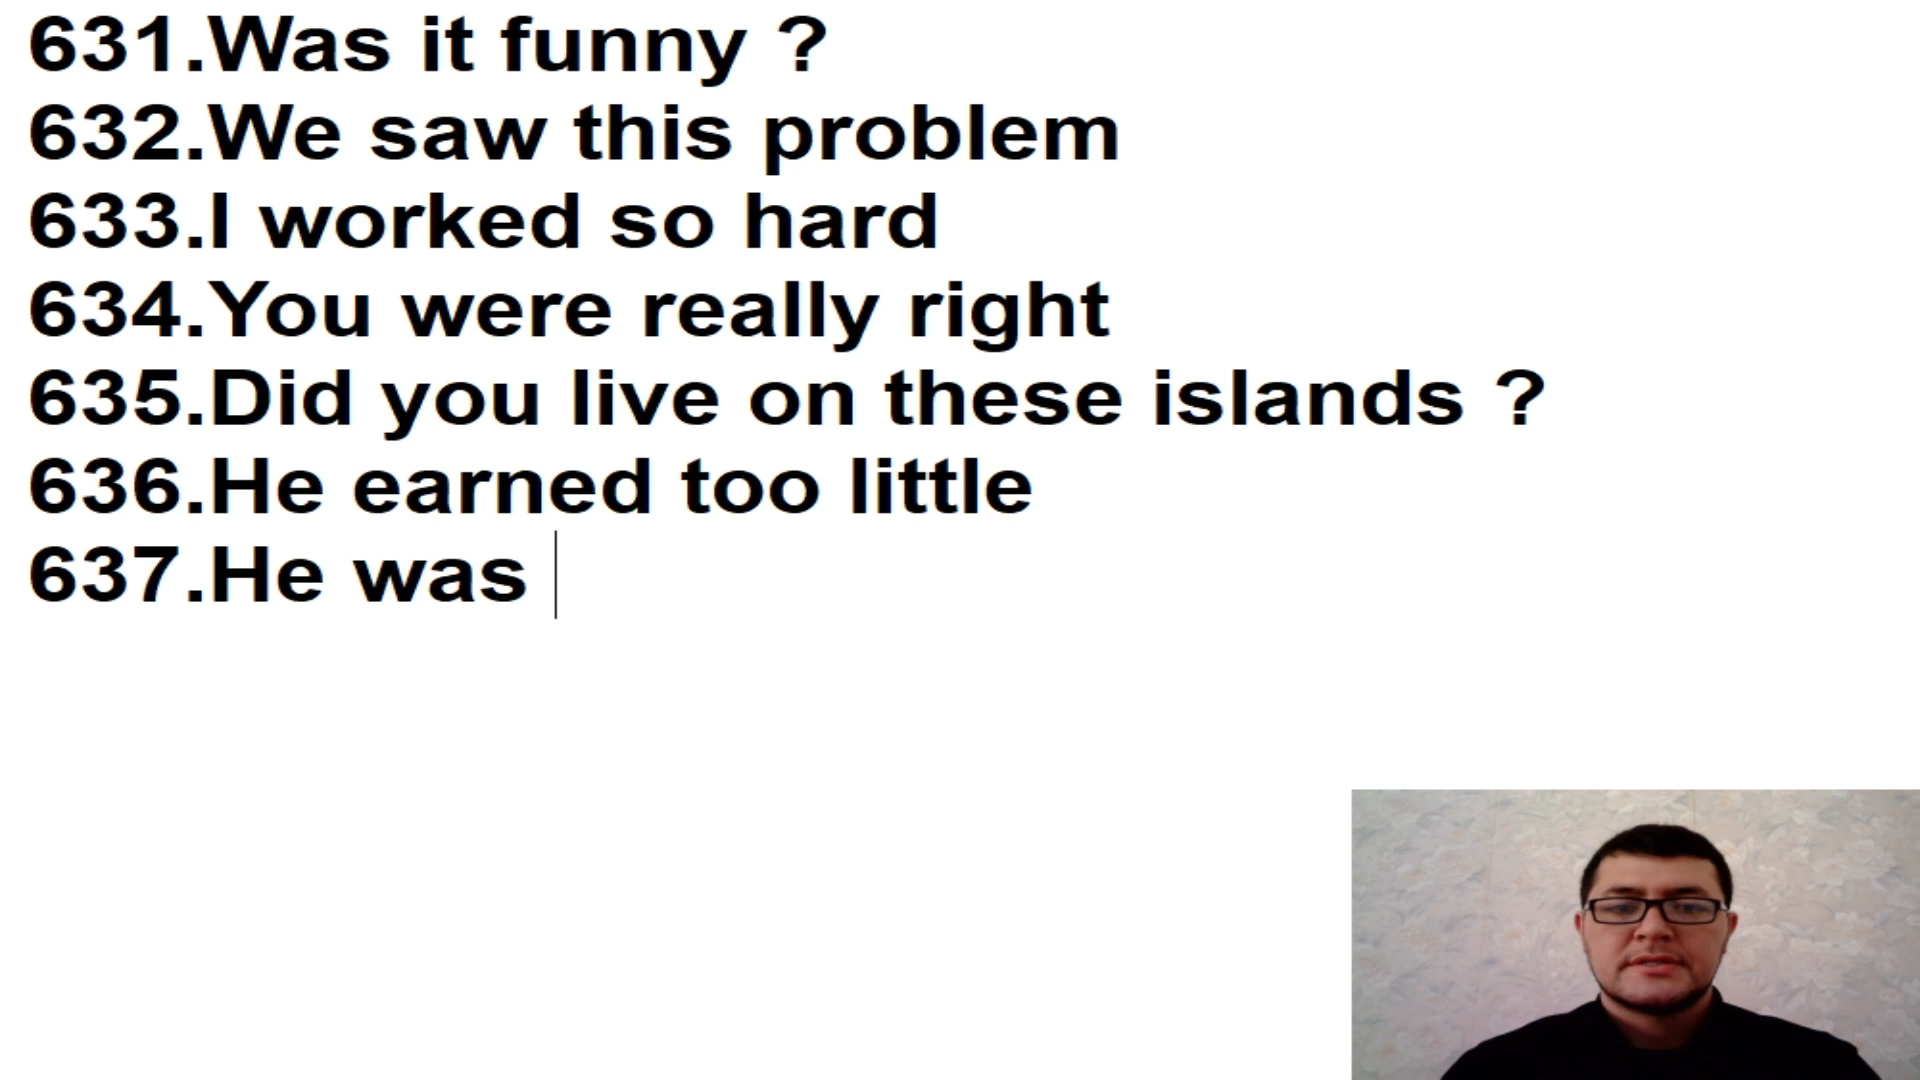 631.Was it funny ?
632.We saw this problem
633.I worked so hard
634.You were really right
635.Did you live on these islands ?
636.He earned too little
637.He was